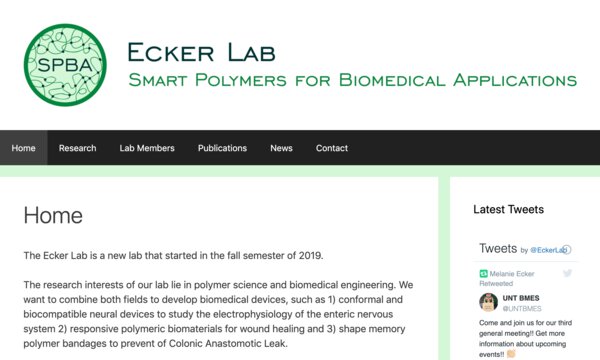 SPBA
Ecker Lab
Smart Polymers for Biomedical Applications
Home Research Lab Members Publications News Contact
Home
The Ecker Lab is a new lab that started in the fall semester of 2019.
The research interests of our lab lie in polymer science and biomedical engineering. We
want to combine both fields to develop biomedical devices, such as 1) conformal and
biocompatible neural devices to study the electrophysiology of the enteric nervous
system 2) responsive polymeric biomaterials for wound healing and 3) shape memory
polymer bandages to prevent of Colonic Anastomotic Leak.
Latest Tweets
Tweets by @EckerLab
Melanie Ecker
Retweeted
UNT BMES
@UNTBMES
Come and join us for our third
general meeting!! Get more
information about upcoming
events!!